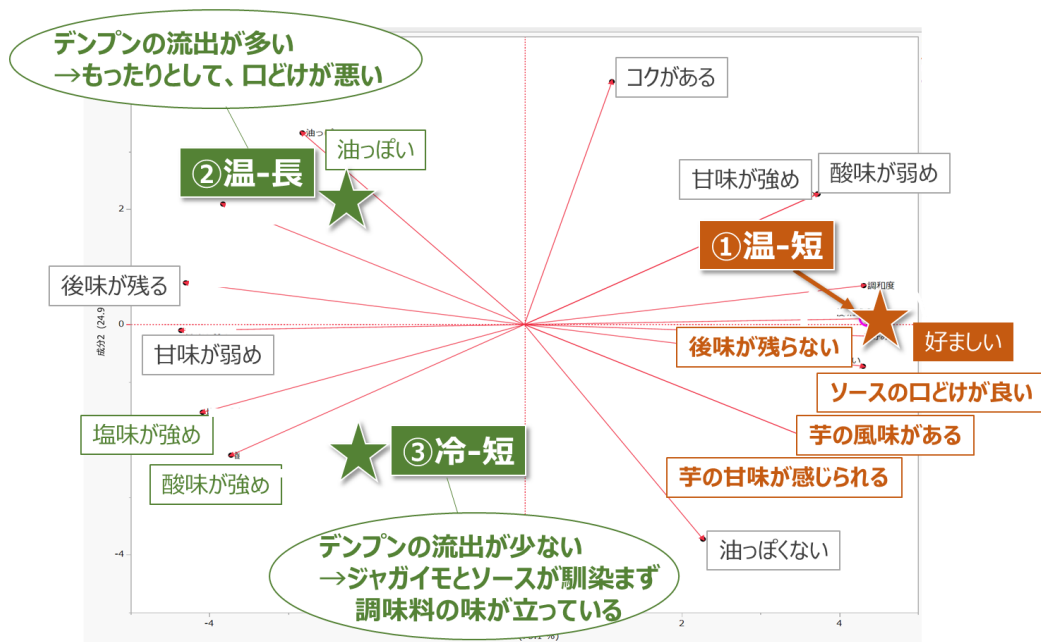 デンプンの流出が多い
→もったりとして、口どけが悪い
コクがある
油っぽい
②温-長
甘味が強め
酸味が弱め
①温-短
2
調和度
後味が残る
成分2 (24.9
0
後味が残らない
好ましい
甘味が弱め
ソースの口どけが良い
塩味が強め
芋の風味がある
③冷-短
酸味が強め
芋の甘味が感じられる
デンプンの流出が少ない
→ジャガイモとソースが馴染まず
調味料の味が立っている
油っぽくない
-4
-4
2
4